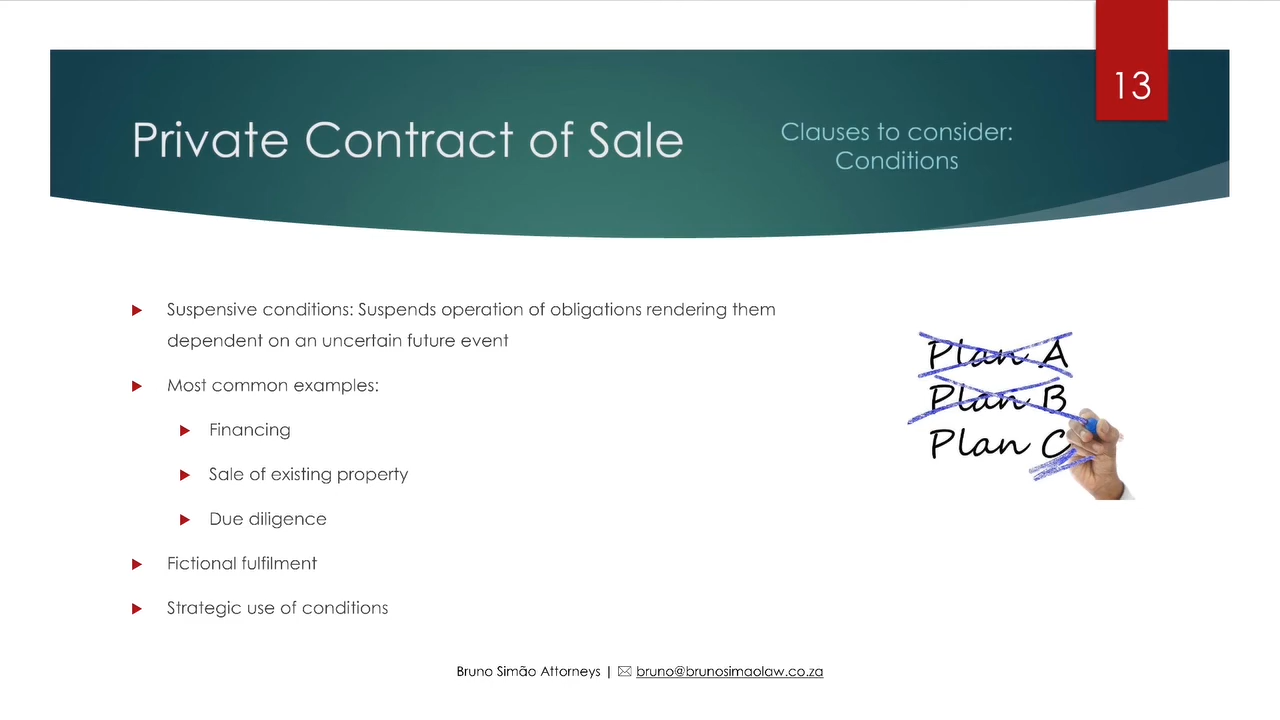 13
Private Contract of Sale
Clauses to consider:
Conditions
Suspensive conditions: Suspends operation of obligations rendering them
dependent on an uncertain future event
Most common examples:
Financing
Sale of existing property
Due diligence
Fictional fulfilment
Strategic use of conditions
Plan A
Plan B
Plan C
Bruno Simão Attorneys | ✉ bruno@brunosimaolaw.co.za